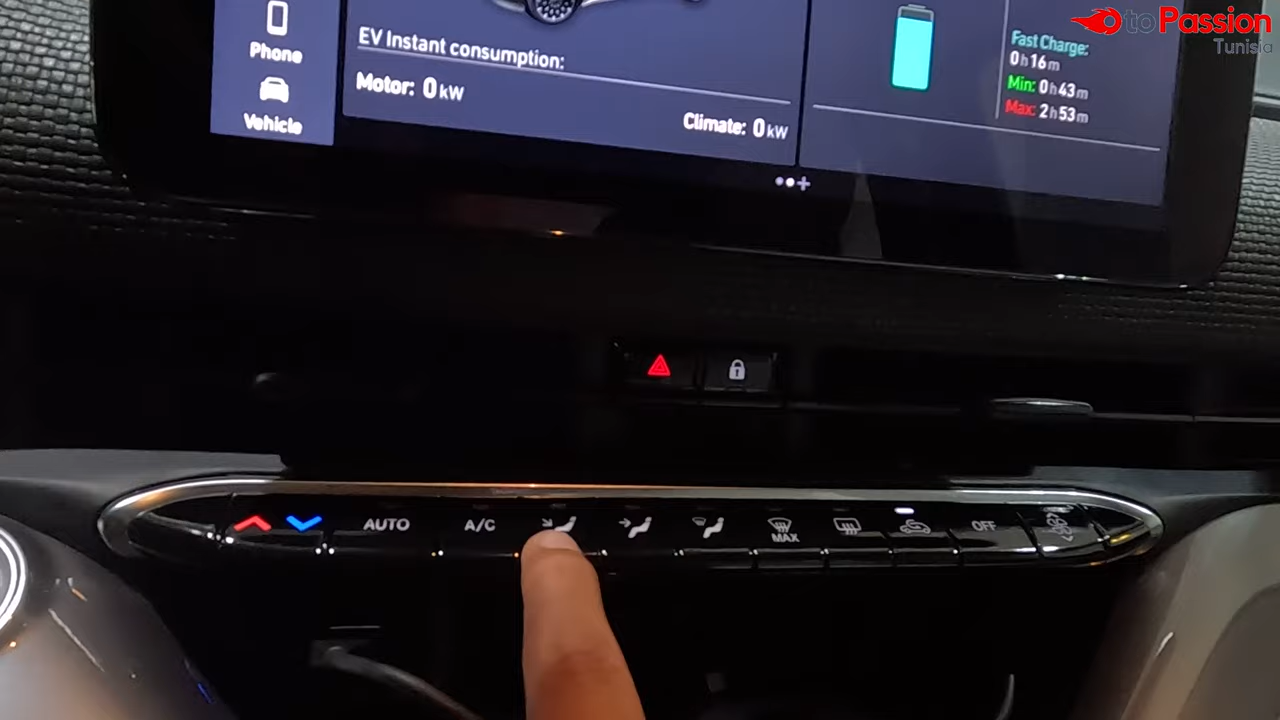 toPassion
Tunisia
Phone
Vehicle
EV Instant consumption:
Motor: 0 kW
Climate: 0 kW
Fast Charge:
0h16m
Min: 0h43m
Max: 2h53m
AUTO
A/C
MAX
OFF